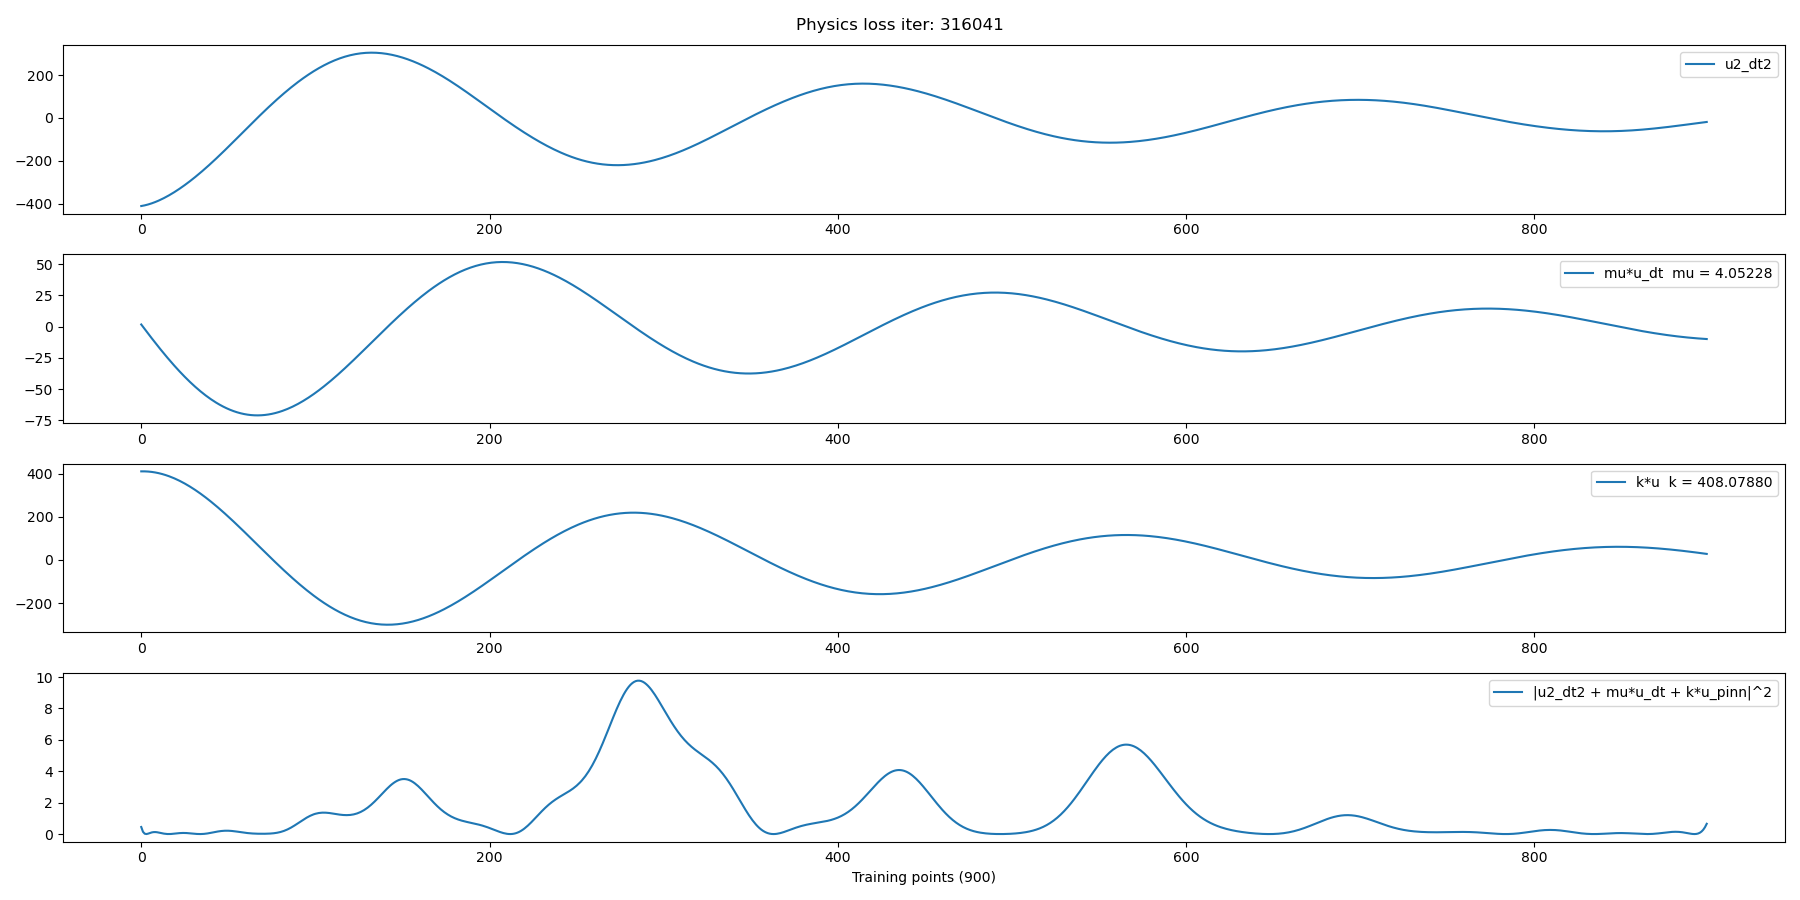 Physics loss iter: 316041
u2_dt2
200
0
−200
−400
0 200 400 600 800
mu*u_dt mu = 4.05228
50
25
0
−25
−50
−75
0 200 400 600 800
k*u k = 408.07880
400
200
0
−200
0 200 400 600 800
|u2_dt2 + mu*u_dt + k*u_pinn|^2
10
8
6
4
2
0
0 200 400 600 800
Training points (900)